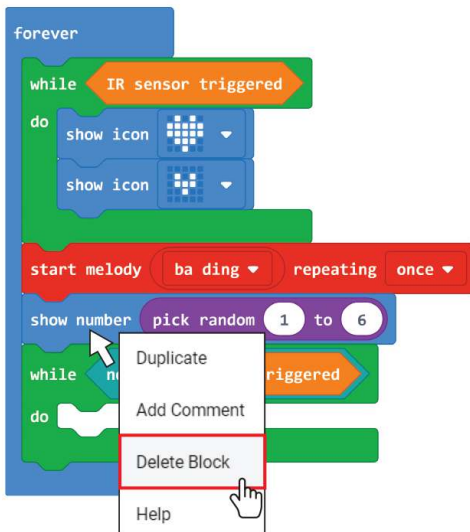 forever
while IR sensor triggered
do show icon
show icon
start melody ba ding repeating once
show number pick random 1 to 6
Duplicate
while
do
Add Comment
Delete Block
Help